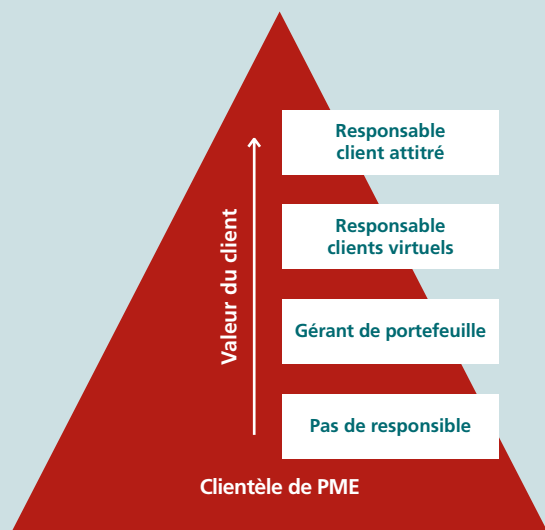 Responsable
client attitré
Responsable
clients virtuels
Gérant de portefeuille
Pas de responsible
Valeur du client
Clientèle de PME